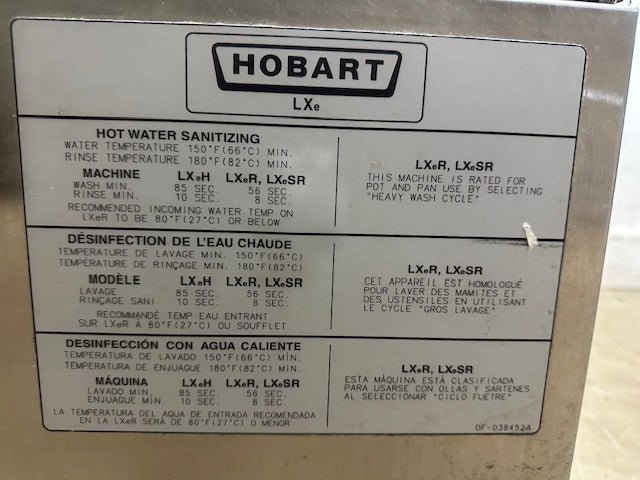 HOBART
LXe
HOT WATER SANITIZING
WATER TEMPERATURE 150°F(66°C) MIN.
RINSE TEMPERATURE 180°F(82°C) MIN.
MACHINE LXeH LXeR, LXeSR
WASH MIN. 85 SEC. 56 SEC.
RINSE MIN. 10 SEC. 8 SEC.
RECOMMENDED INCOMING WATER TEMP ON
LXeR TO BE 80°F(27°C) OR BELOW
LXeR, LXeSR
THIS MACHINE IS RATED FOR
POT AND PAN USE BY SELECTING
"HEAVY WASH CYCLE"
DÉSINFECTION DE L'EAU CHAUDE
TEMPÉRATURE DE LAVAGE MIN. 150°F(66°C)
TEMPÉRATURE DE RINÇAGE MIN. 180°F(82°C)
MODÈLE LXeH LXeR, LXeSR
LAVAGE 85 SEC. 56 SEC.
RINÇAGE SANI 10 SEC. 8 SEC.
RECOMMANDÉ TEMP EAU ENTRANT
SUR LXeR À 80°F(27°C) OU SOUFFLET
LXeR, LXeSR
CET APPAREIL EST HOMOLOGUÉ
POUR LAVER DES MAMITES ET
DES USTENSILES EN UTILISANT
LE CYCLE "GROS LAVAGE"
DESINFECCIÓN CON AGUA CALIENTE
TEMPERATURA DE LAVADO 150°F(66°C) MÍN.
TEMPERATURA DE ENJUAGUE 180°F(82°C) MÍN.
MÁQUINA LXeH LXeR, LXeSR
LAVADO MÍN. 85 SEC. 56 SEC.
ENJUAGUE MÍN. 10 SEC. 8 SEC.
LA TEMPERATURA DEL AGUA DE ENTRADA RECOMENDADA
EN LA LXeR SERÁ DE 80°F(27°C) O MENOR
LXeR, LXeSR
ESTA MÁQUINA ESTÁ CLASIFICADA
PARA USARSE CON OLLAS Y SARTENES
AL SELECCIONAR "CICLO FUETRE"
DF-038452A